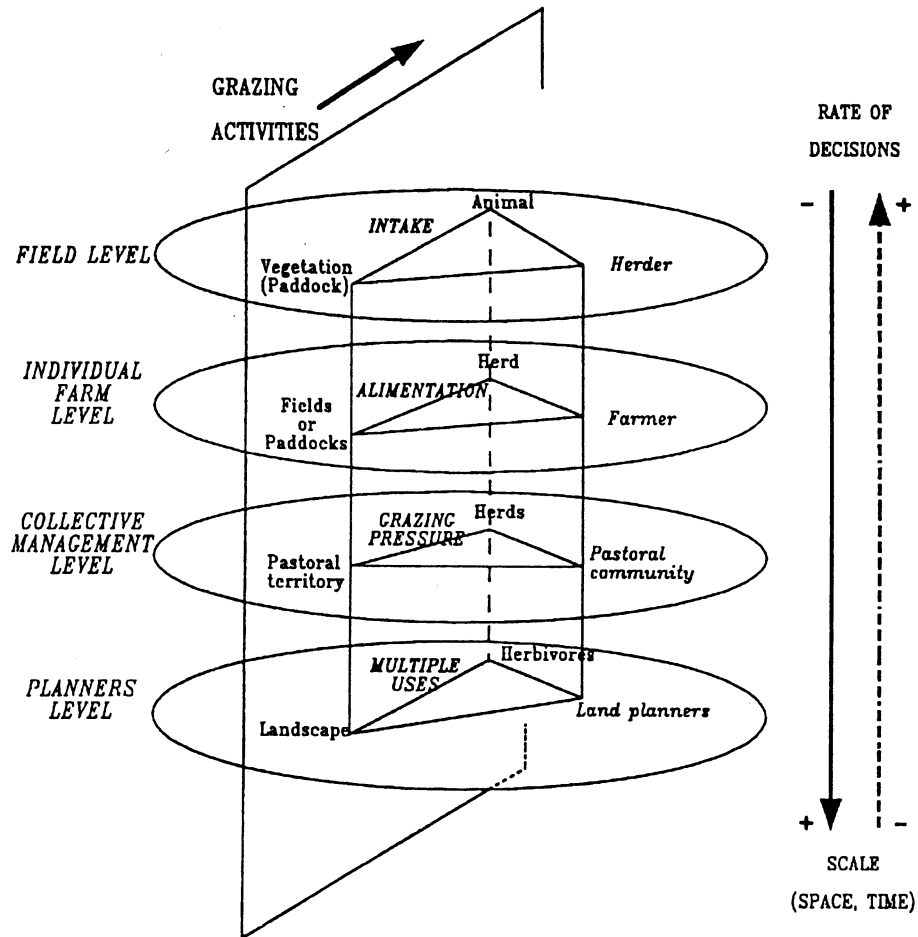 GRAZING
ACTIVITIES
RATE OF
DECISIONS
- +
FIELD LEVEL
INTAKE
Animal
Vegetation
(Paddock)
Herder
INDIVIDUAL
FARM
LEVEL
ALIMENTATION
Herd
Fields
or
Paddocks
Farmer
COLLECTIVE
MANAGEMENT
LEVEL
GRAZING
PRESSURE
Herds
Pastoral
territory
Pastoral
community
PLANNERS
LEVEL
MULTIPLE
USES
Herbivores
Landscape
Land planners
+ -
SCALE
(SPACE, TIME)